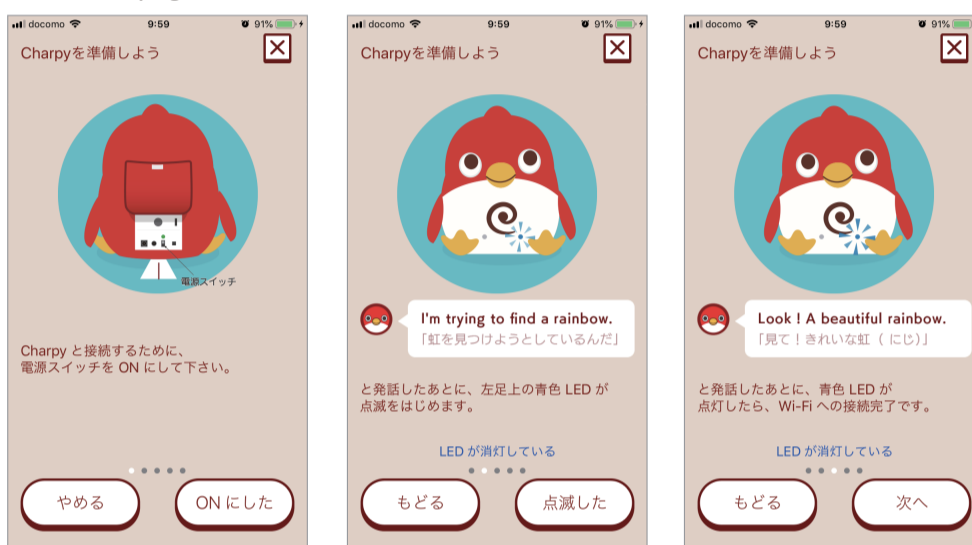 docomo 9:59 91%
Charpyを準備しよう
電源スイッチ
Charpy と接続するために、
電源スイッチを ON にして下さい。
やめる
ON にした
docomo 9:59 91%
Charpyを準備しよう
I'm trying to find a rainbow.
「虹を見つけようとしているんだ」
と発話したあとに、左足上の青色 LED が
点滅をはじめます。
LED が消灯している
もどる
点滅した
docomo 9:59 91%
Charpyを準備しよう
Look ! A beautiful rainbow.
「見て！きれいな虹（ にじ）」
と発話したあとに、青色 LED が
点灯したら、Wi-Fi への接続完了です。
LED が消灯している
もどる
次へ